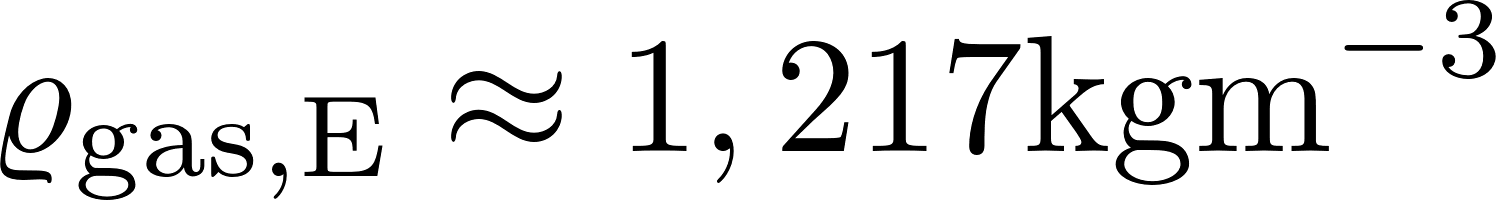 ϱgas,E ≈ 1, 217kgm⁻³